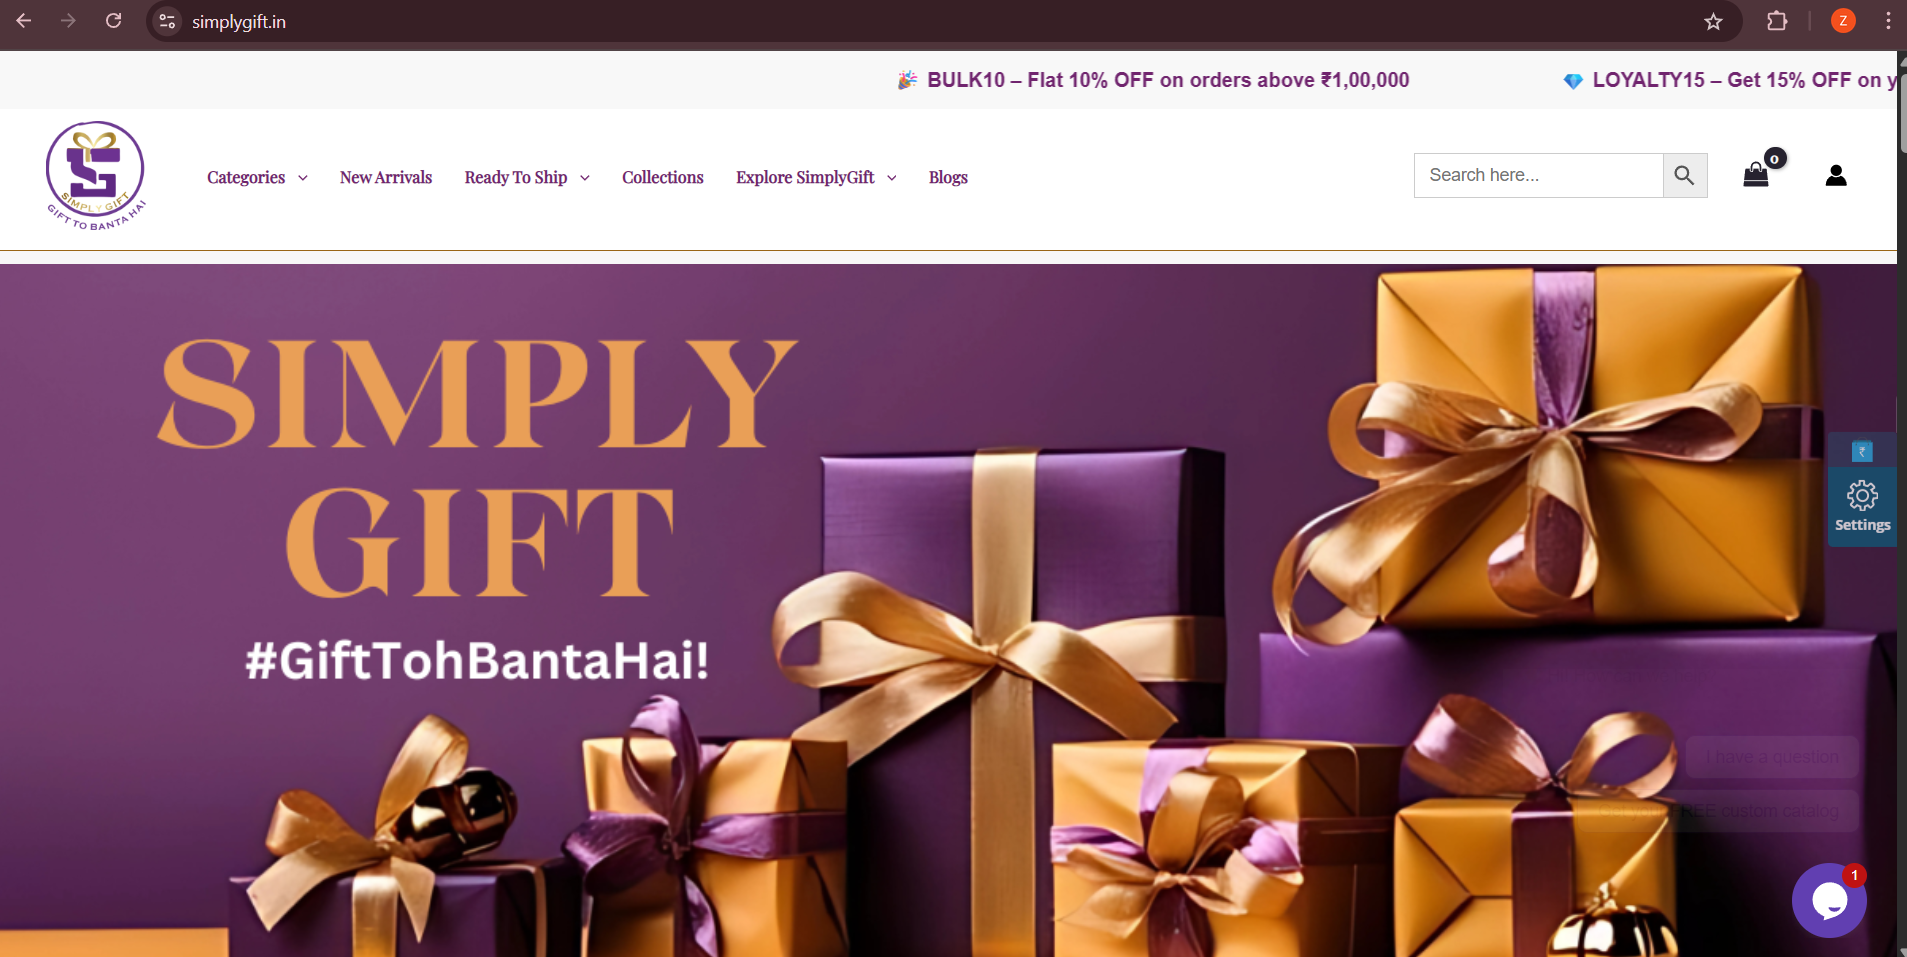 simplygift.in
Z
🎉 BULK10 – Flat 10% OFF on orders above ₹1,00,000
💎 LOYALTY15 – Get 15% OFF on y
SIMPLY GIFT
GIFT TO BANTA HAI
Categories
New Arrivals
Ready To Ship
Collections
Explore SimplyGift
Blogs
Search here...
0
SIMPLY
GIFT
#GiftTohBantaHai!
₹
Settings
I have a question
Get your FREE custom catalog
1